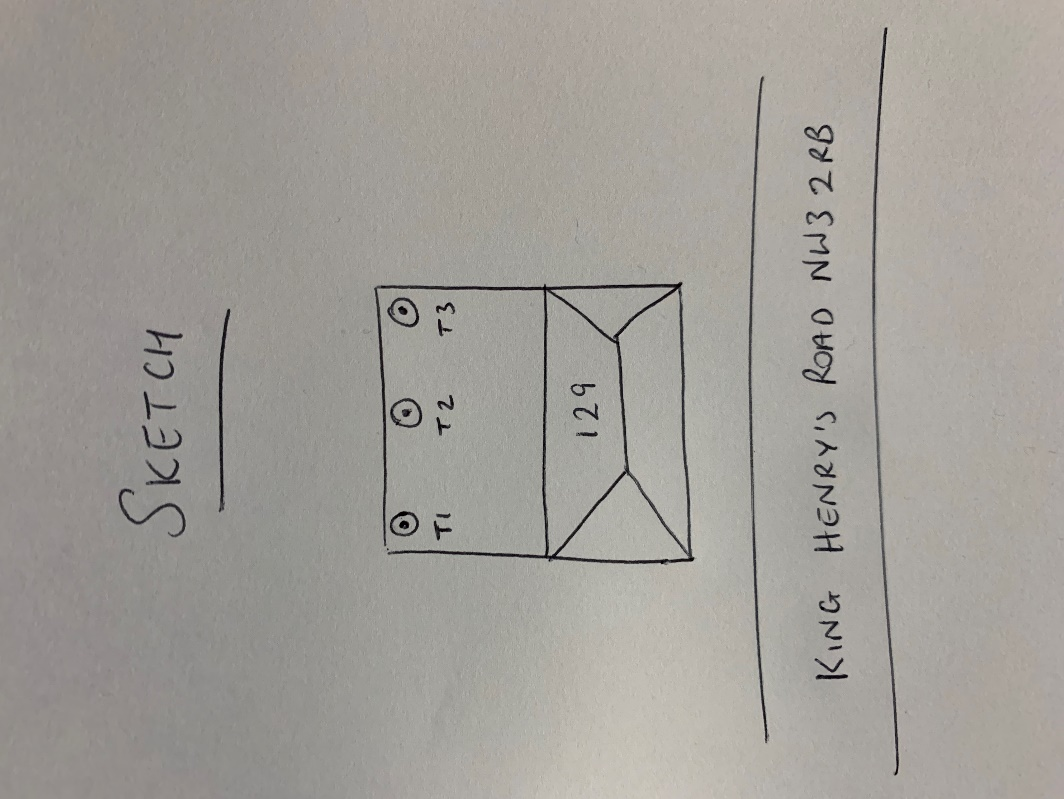 SKETCH
T1 T2 T3
129
KING HENRY'S ROAD NW3 2RB